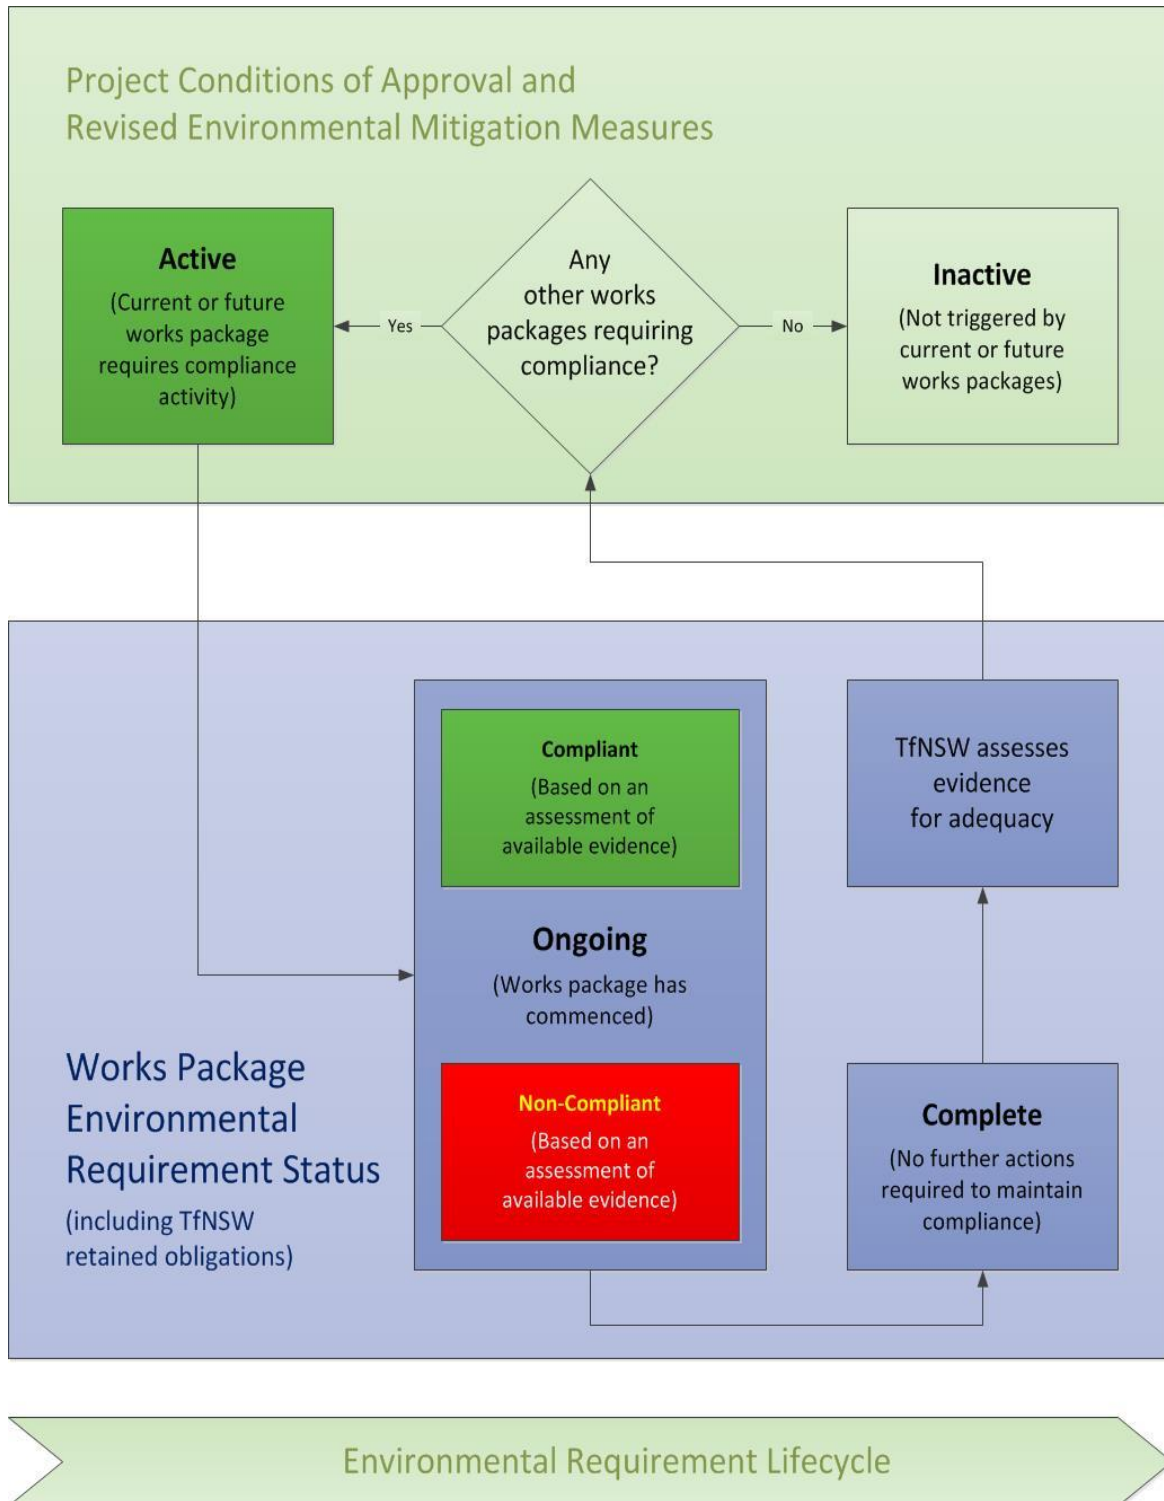 Project Conditions of Approval and
Revised Environmental Mitigation Measures
Active
(Current or future
works package
requires compliance
activity)
Yes
Any
other works
packages requiring
compliance?
No
Inactive
(Not triggered by
current or future
works packages)
Compliant
(Based on an
assessment of
available evidence)
Ongoing
(Works package has
commenced)
Non-Compliant
(Based on an
assessment of
available evidence)
TfNSW assesses
evidence
for adequacy
Complete
(No further actions
required to maintain
compliance)
Works Package
Environmental
Requirement Status
(including TfNSW
retained obligations)
Environmental Requirement Lifecycle